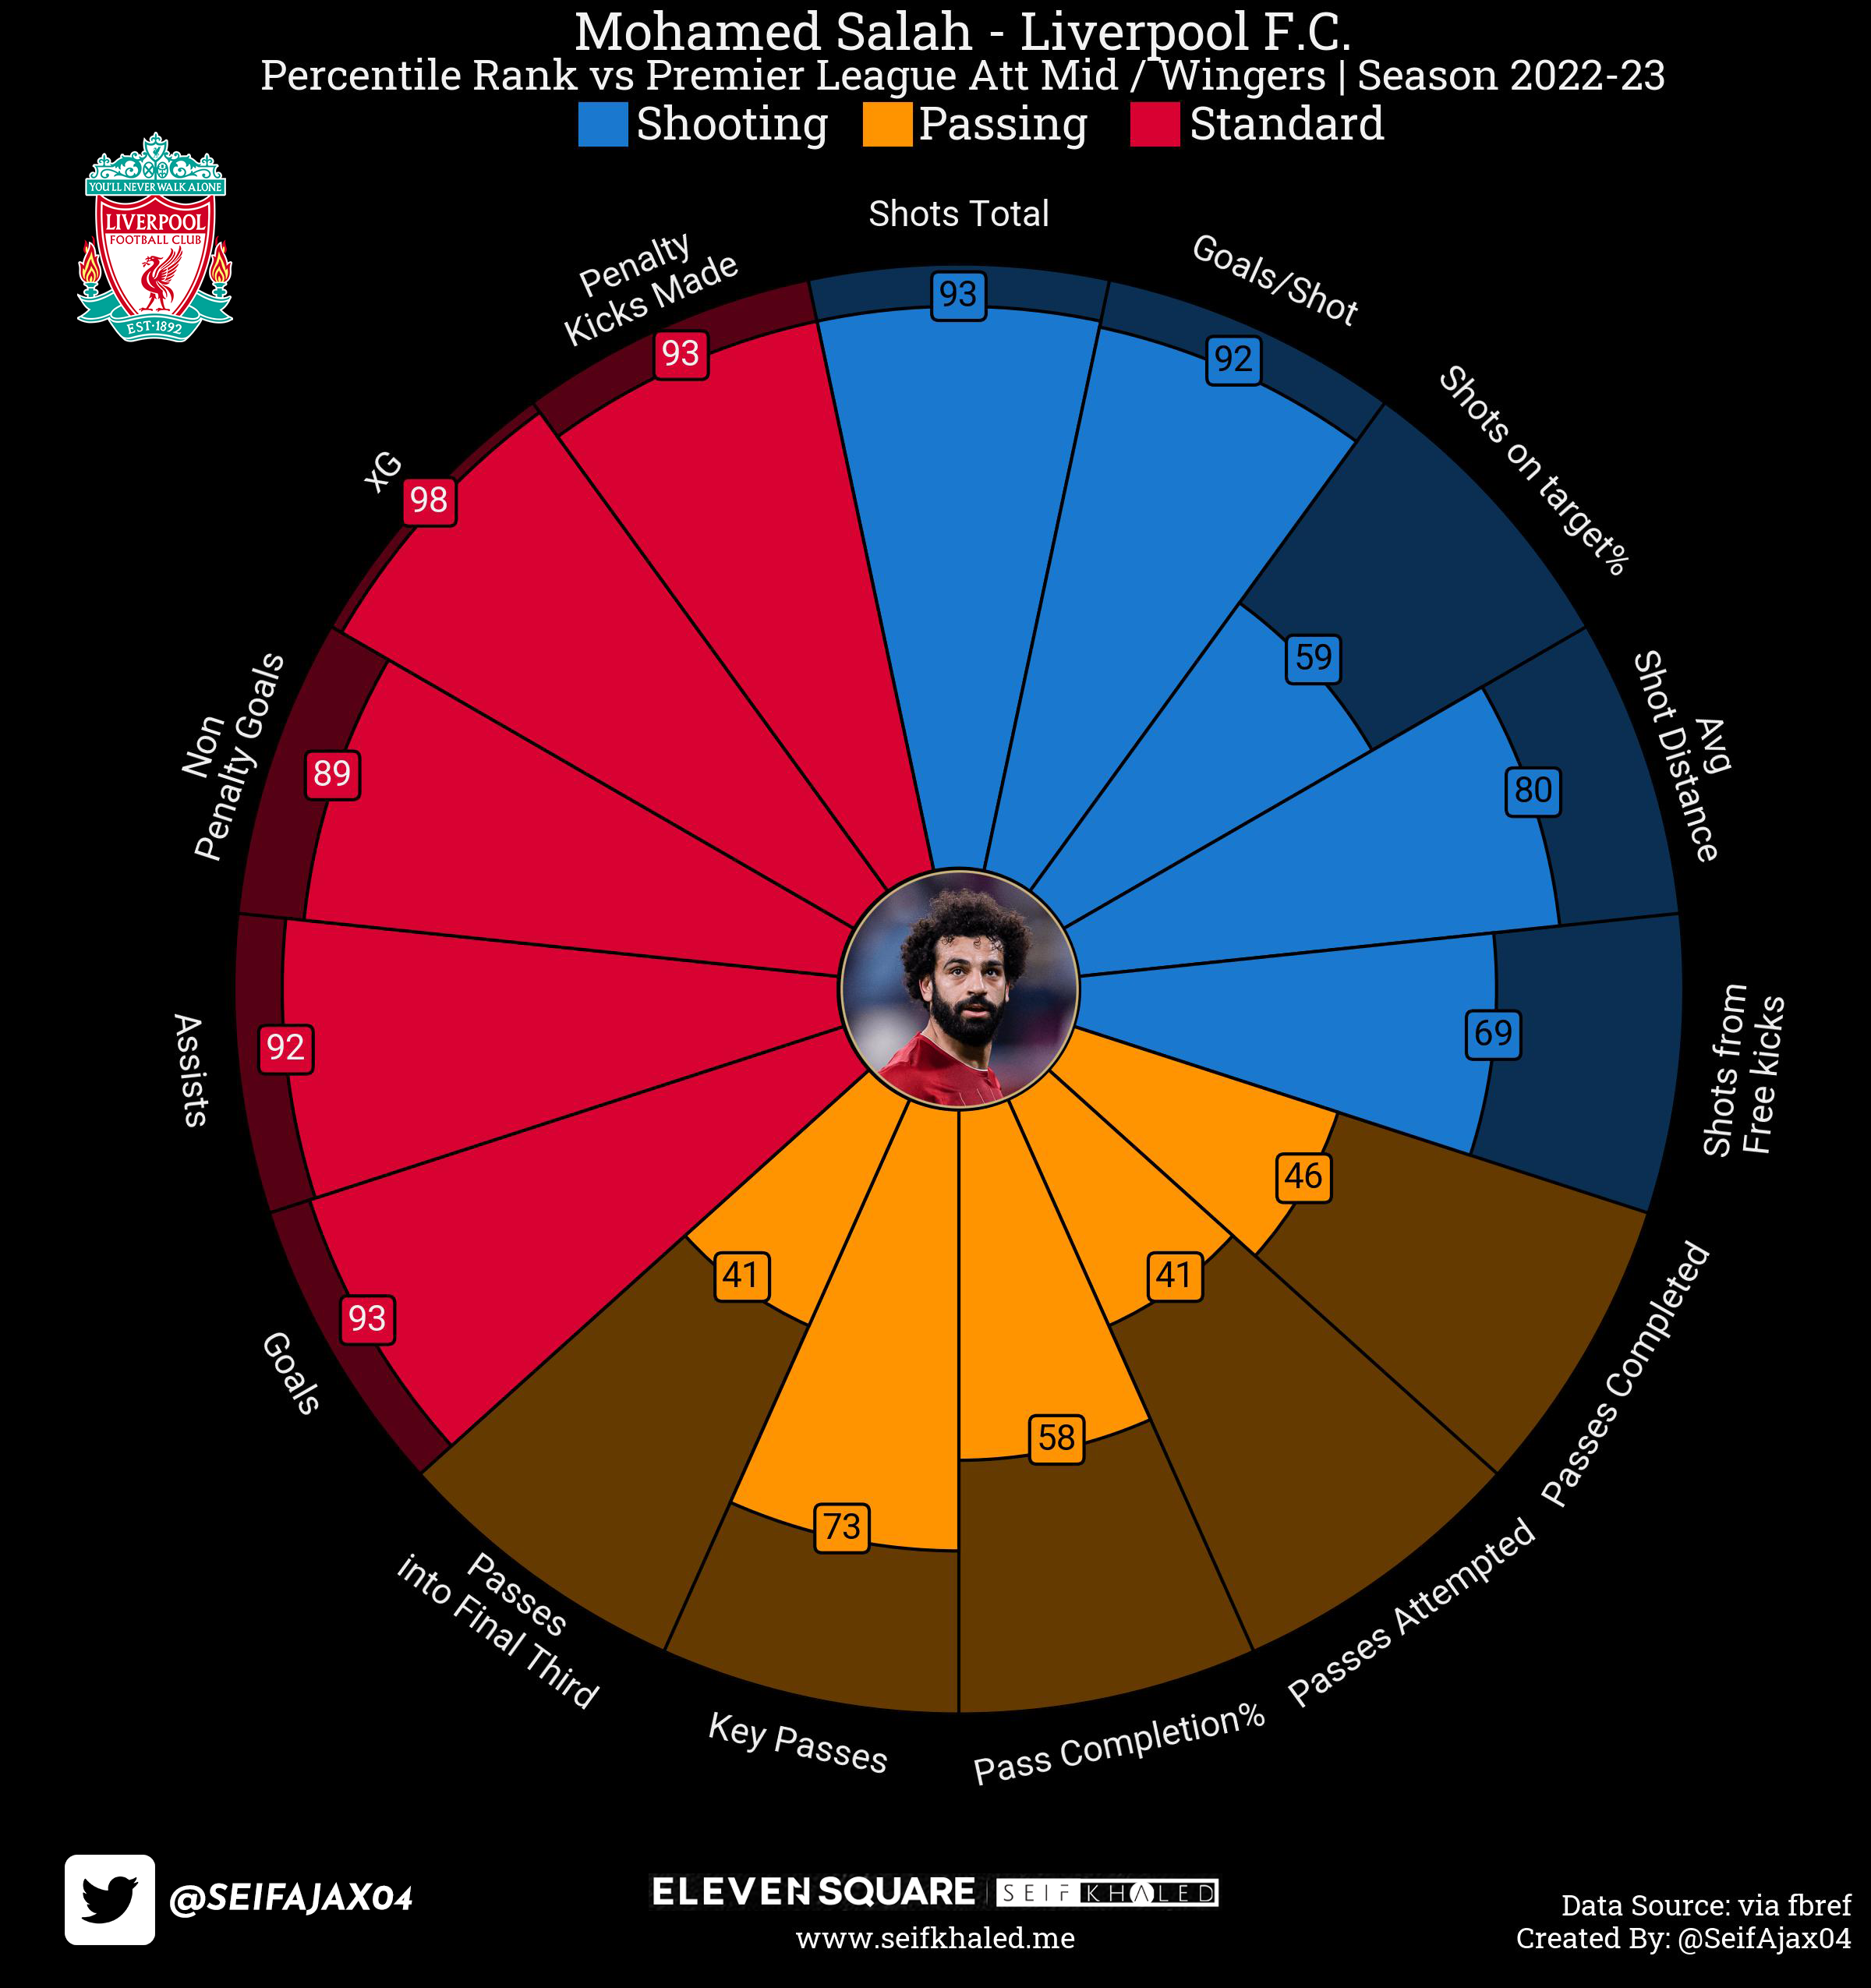 Mohamed Salah - Liverpool F.C.
Percentile Rank vs Premier League Att Mid / Wingers | Season 2022-23
Shooting
Passing
Standard
YOU'LL NEVER WALK ALONE
LIVERPOOL
FOOTBALL CLUB
EST·1892
Shots Total
93
Goals/Shot
92
Shots on target%
59
Avg
Shot Distance
80
Shots from
Free kicks
69
Passes Completed
46
Passes Attempted
41
Pass Completion%
58
Key Passes
73
Passes
into Final Third
41
Goals
93
Assists
92
Non
Penalty Goals
89
xG
98
Penalty
Kicks Made
93
@SEIFAJAX04
ELEVEN SQUARE | SEIF KHALED
www.seifkhaled.me
Data Source: via fbref
Created By: @SeifAjax04